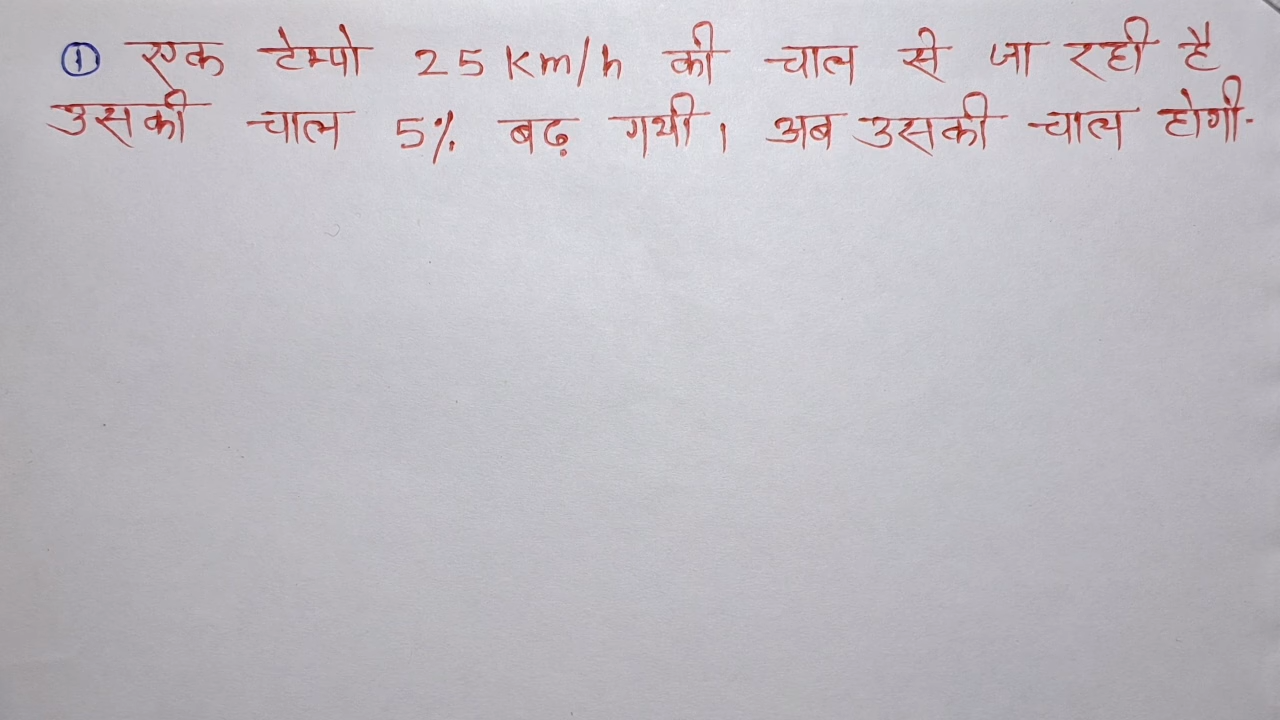 ① एक टेम्पो 25 Km/h की चाल से जा रही है
उसकी चाल 5% बढ़ गयी। अब उसकी चाल होगी-